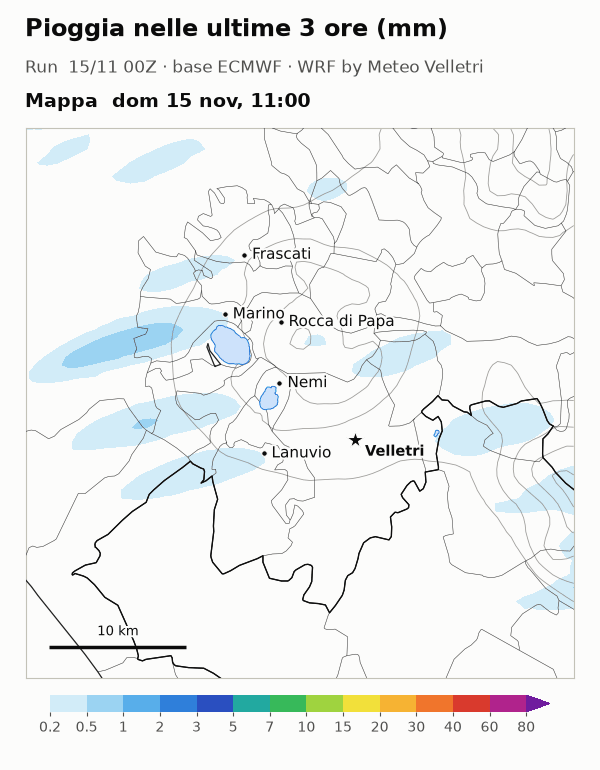 Pioggia nelle ultime 3 ore (mm)
Run  15/11 00Z · base ECMWF · WRF by Meteo Velletri
Mappa  dom 15 nov, 11:00
Frascati
Marino
Rocca di Papa
Nemi
Velletri
Lanuvio
10 km
0.2 0.5 1 2 3 5 7 10 15 20 30 40 60 80